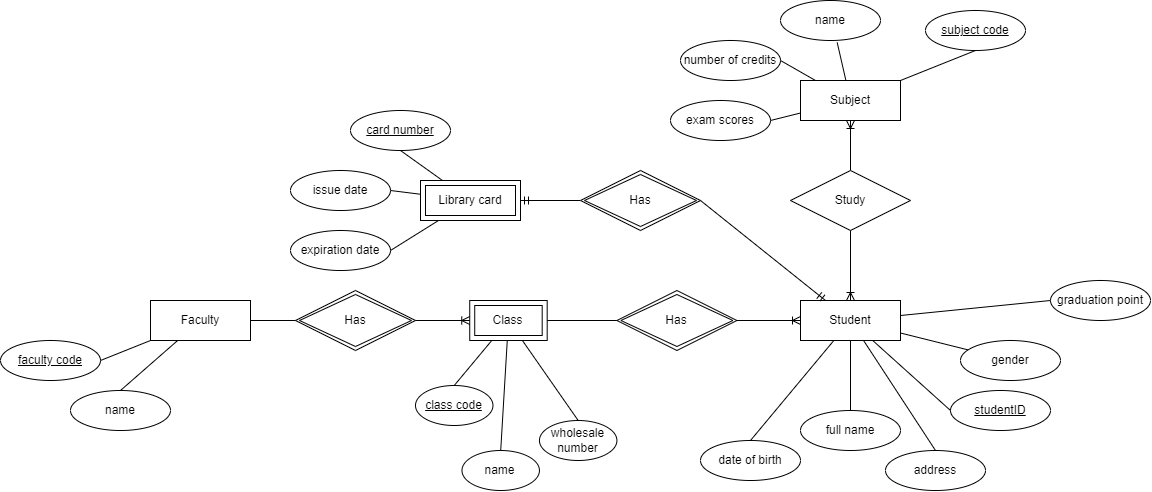 name
subject code
number of credits
Subject
exam scores
card number
issue date
Library card
Has
Study
expiration date
Faculty
Has
Class
Has
Student
graduation point
faculty code
name
class code
gender
studentID
full name
wholesale
number
name
date of birth
address